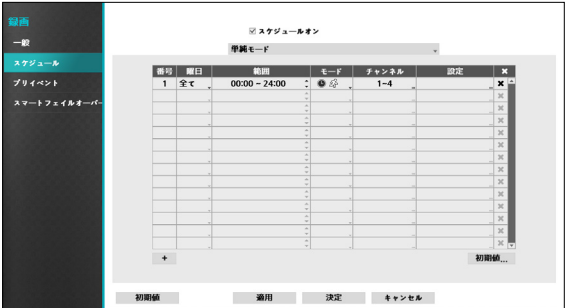 録画
一般
スケジュール
プリイベント
スマートフェイルオーバー
スケジュールオン
単純モード
番号 曜日 範囲 モード チャンネル 設定
1 全て 00:00 ~ 24:00 1~4
+ 初期値...
初期値 適用 決定 キャンセル